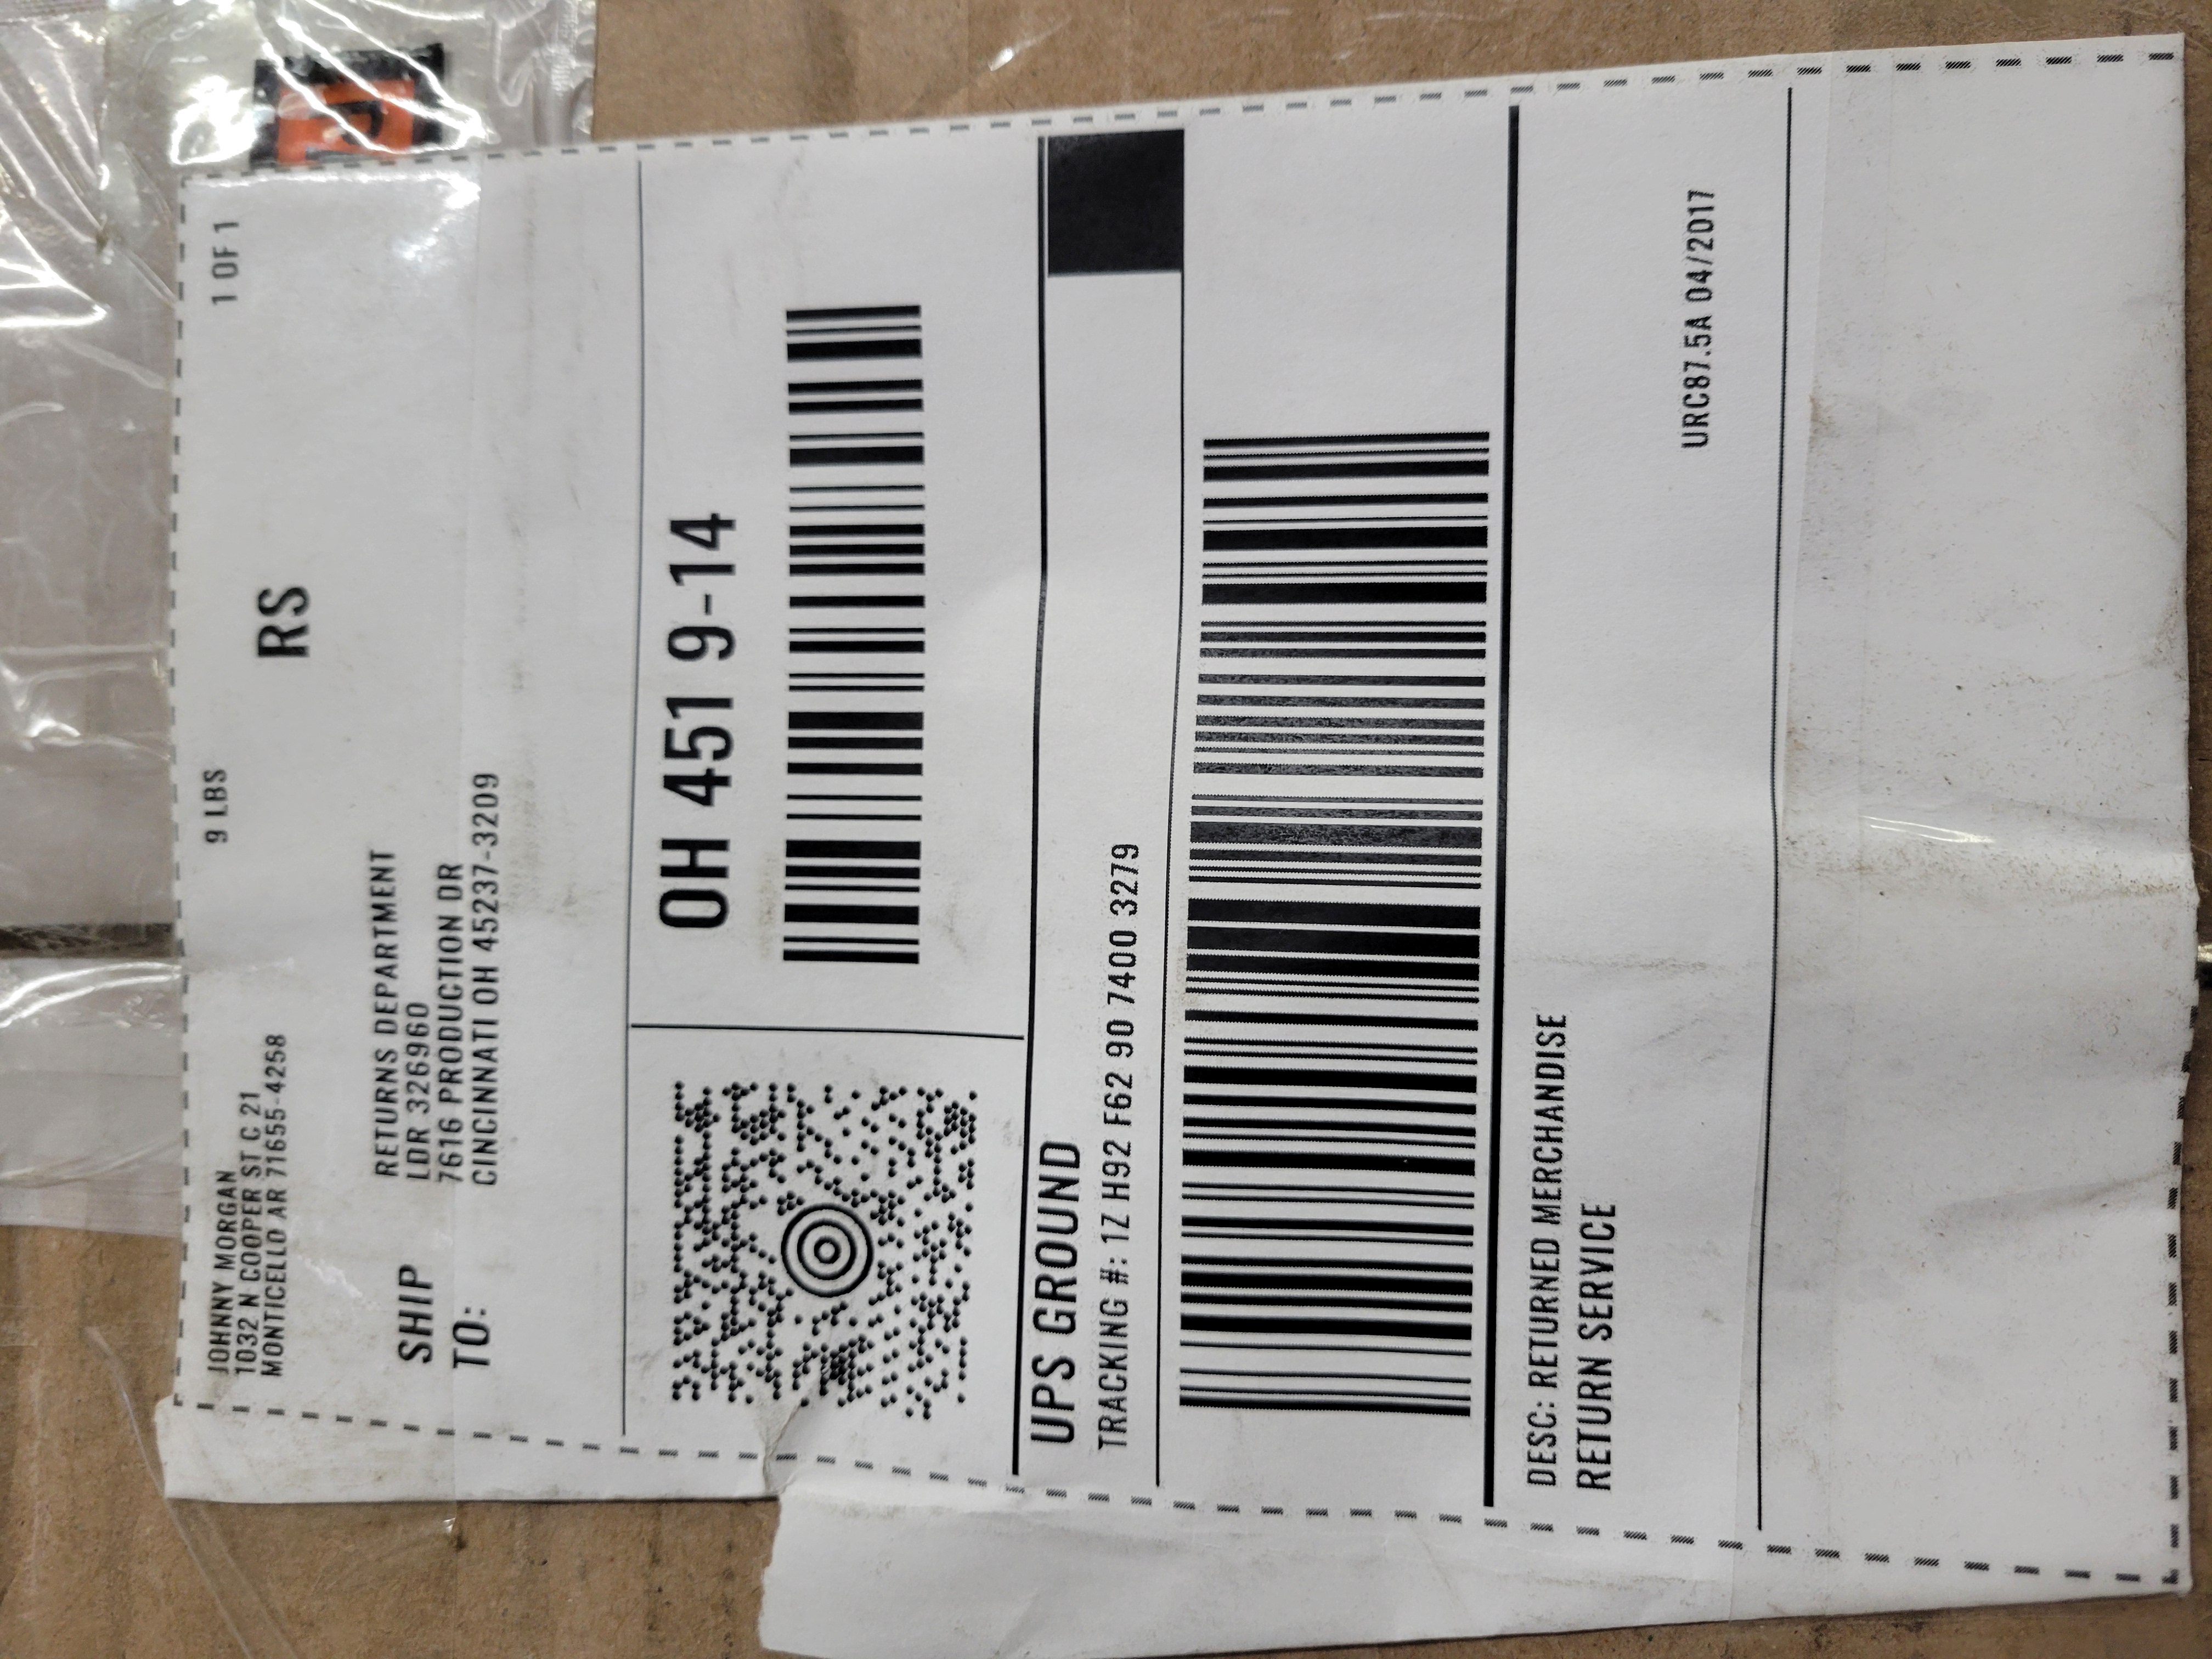 JOHNNY MORGAN
1032 N COOPER ST C 21
MONTICELLO AR 71655-4258
9 LBS
1 OF 1
RS
SHIP
TO:
RETURNS DEPARTMENT
LDR 326960
7616 PRODUCTION DR
CINCINNATI OH 45237-3209
OH 451 9-14
UPS GROUND
TRACKING #: 1Z H92 F62 90 7400 3279
DESC: RETURNED MERCHANDISE
RETURN SERVICE
URC87.5A 04/2017